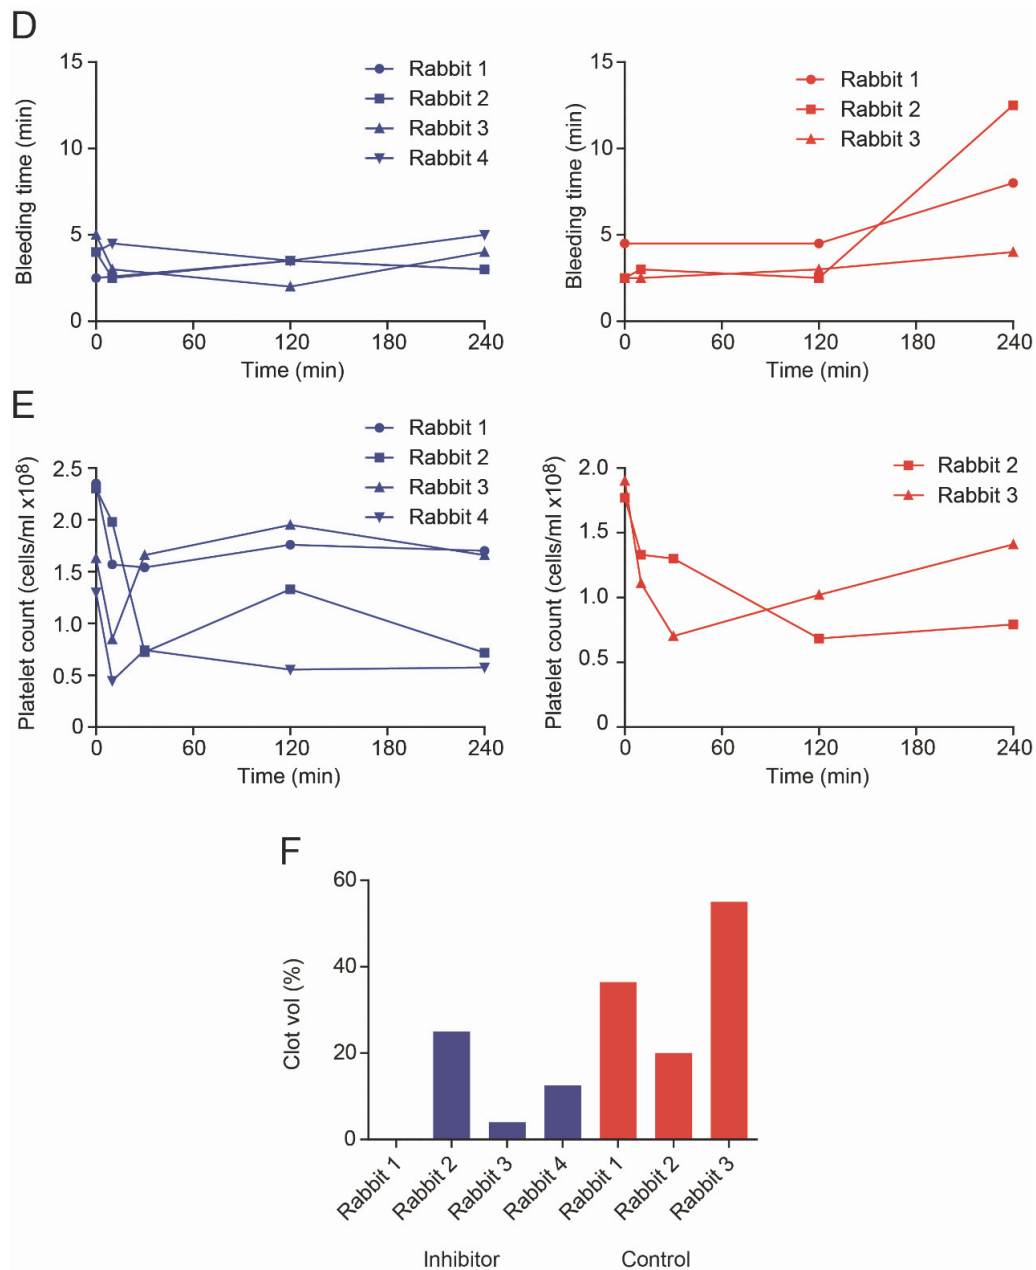 D
15
10
5
0
Bleeding time (min)
0 60 120 180 240
Time (min)
Rabbit 1
Rabbit 2
Rabbit 3
Rabbit 4
15
10
5
0
Bleeding time (min)
0 60 120 180 240
Time (min)
Rabbit 1
Rabbit 2
Rabbit 3
E
2.5
2.0
1.5
1.0
0.5
0
Platelet count (cells/ml x10⁸)
0 60 120 180 240
Time (min)
Rabbit 1
Rabbit 2
Rabbit 3
Rabbit 4
2.0
1.5
1.0
0.5
0
Platelet count (cells/ml x10⁸)
0 60 120 180 240
Time (min)
Rabbit 2
Rabbit 3
F
60
40
20
0
Clot vol (%)
Rabbit 1
Rabbit 2
Rabbit 3
Rabbit 4
Rabbit 1
Rabbit 2
Rabbit 3
Inhibitor Control